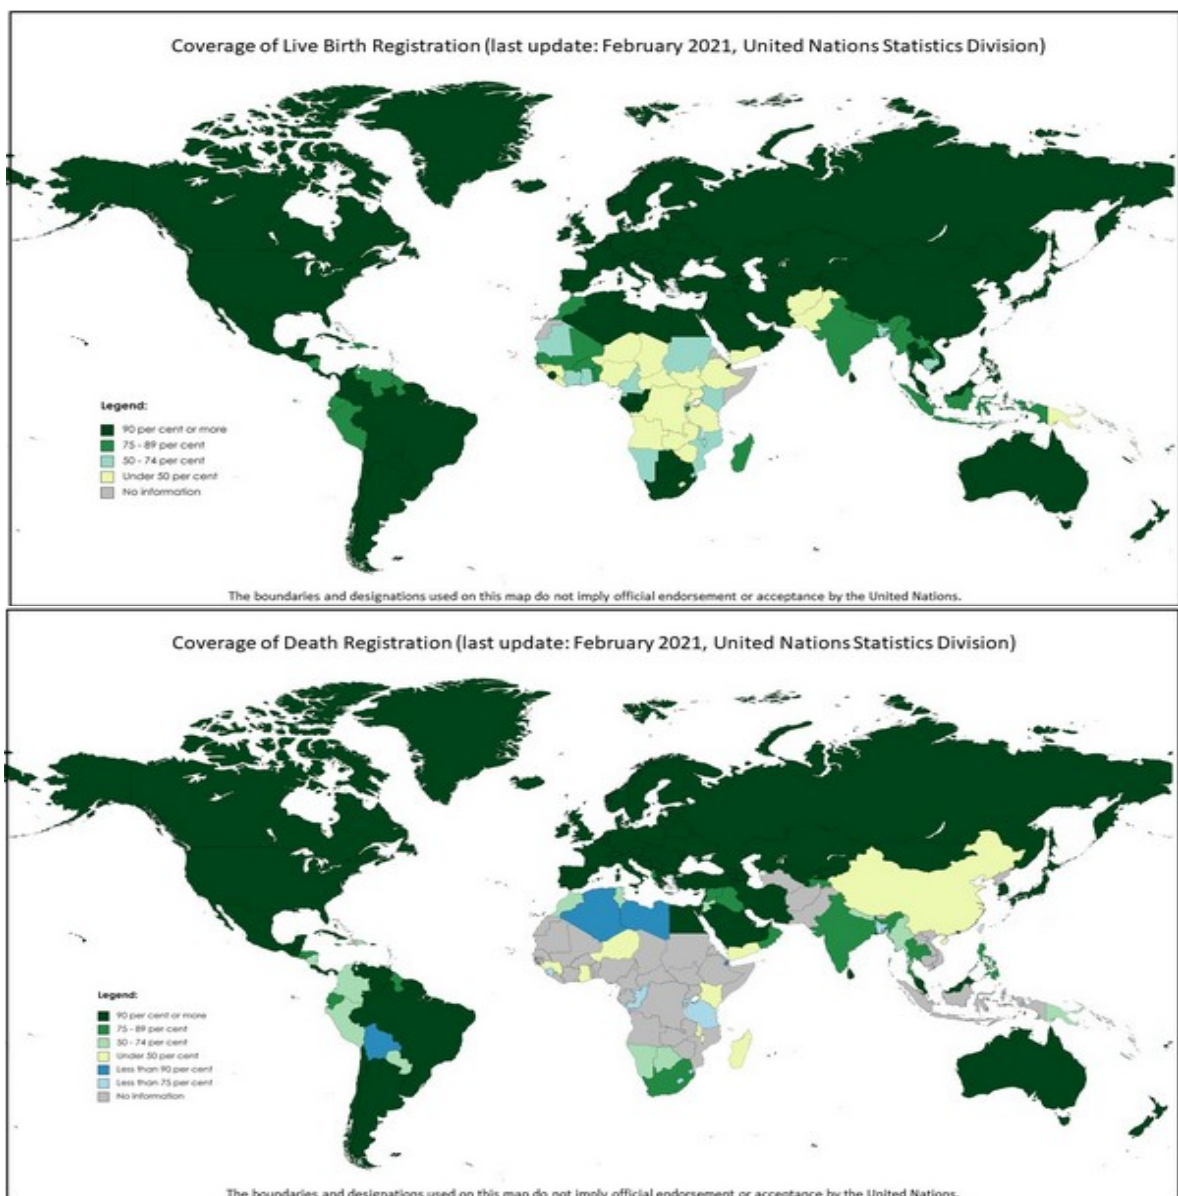 Coverage of Live Birth Registration (last update: February 2021, United Nations Statistics Division)
Legend:
90 per cent or more
75 - 89 per cent
50 - 74 per cent
Under 50 per cent
No information
The boundaries and designations used on this map do not imply official endorsement or acceptance by the United Nations.
Coverage of Death Registration (last update: February 2021, United Nations Statistics Division)
Legend:
90 per cent or more
75 - 89 per cent
50 - 74 per cent
Under 50 per cent
Less than 90 per cent
Less than 75 per cent
No information
The boundaries and designations used on this map do not imply official endorsement or acceptance by the United Nations.